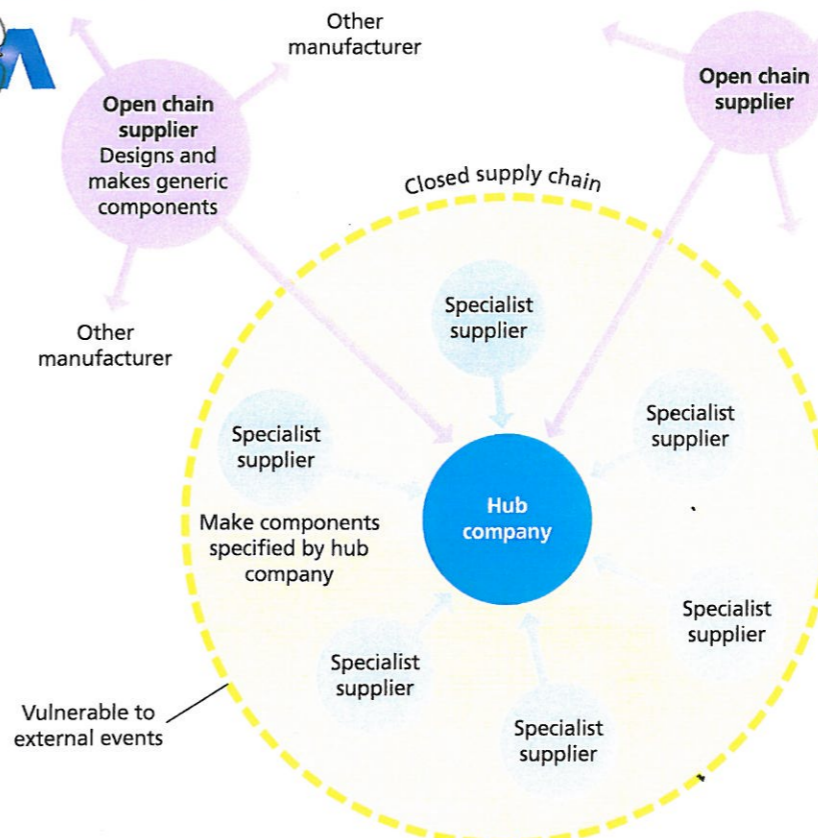 Other
manufacturer
Open chain
supplier
Designs and
makes generic
components
Open chain
supplier
Closed supply chain
Other
manufacturer
Specialist
supplier
Specialist
supplier
Specialist
supplier
Hub
company
Make components
specified by hub
company
Specialist
supplier
Specialist
supplier
Specialist
supplier
Vulnerable to
external events